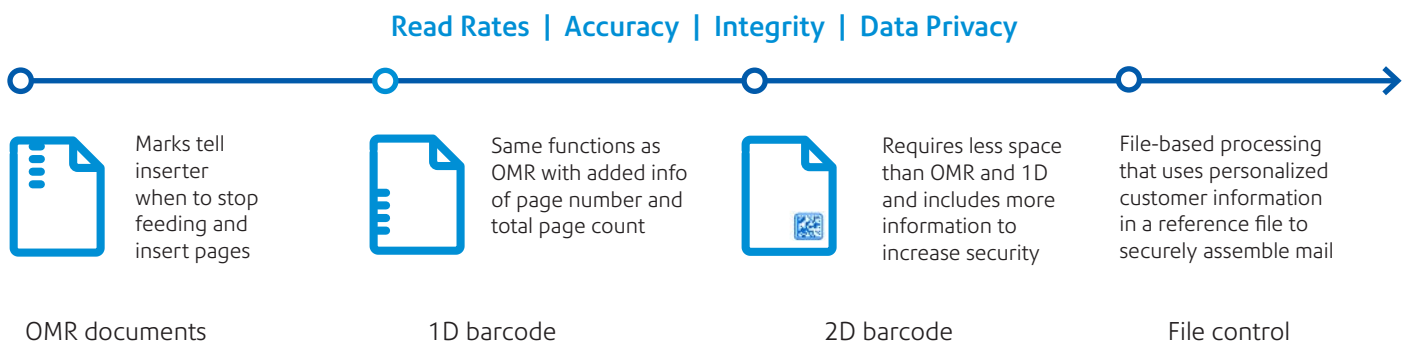 Read Rates | Accuracy | Integrity | Data Privacy
Marks tell
inserter
when to stop
feeding and
insert pages
Same functions as
OMR with added info
of page number and
total page count
Requires less space
than OMR and 1D
and includes more
information to
increase security
File-based processing
that uses personalized
customer information
in a reference file to
securely assemble mail
OMR documents
1D barcode
2D barcode
File control